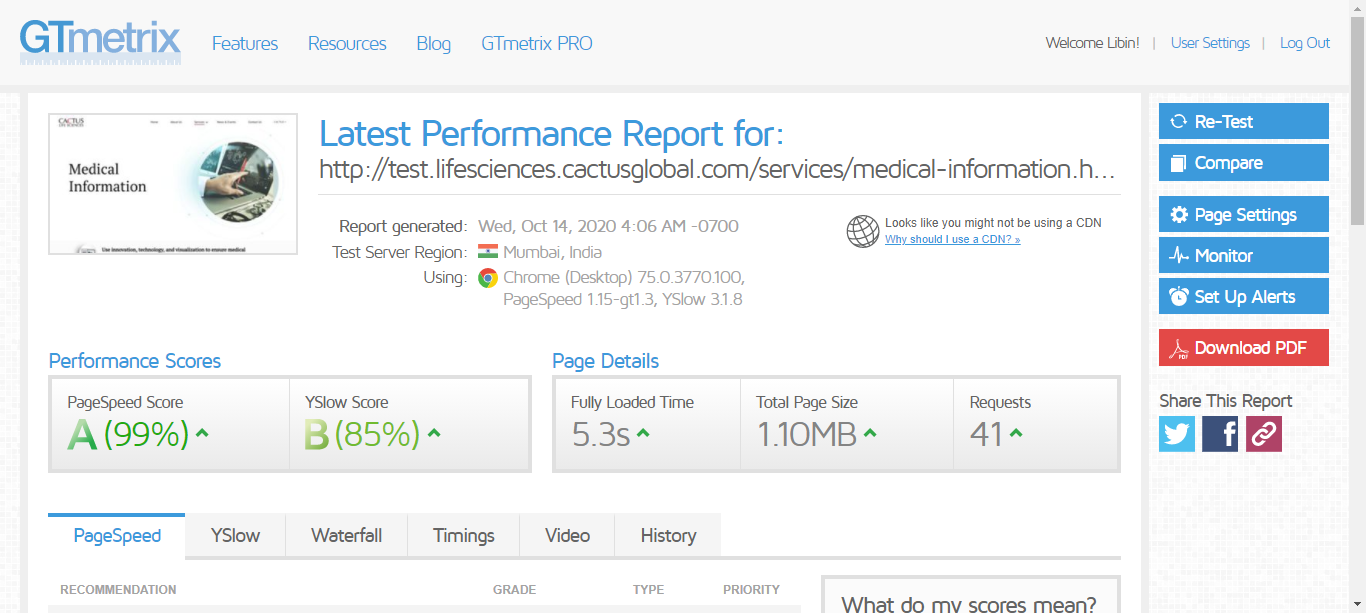 GTmetrix
Features Resources Blog GTmetrix PRO
Welcome Libin! | User Settings | Log Out
CACTUS
Medical
Information
Use innovation, technology, and visualization to ensure medical
Latest Performance Report for:
http://test.lifesciences.cactusglobal.com/services/medical-information.h...
Report generated: Wed, Oct 14, 2020 4:06 AM -0700
Test Server Region: Mumbai, India
Using: Chrome (Desktop) 75.0.3770.100,
PageSpeed 1.15-gt1.3, YSlow 3.1.8
Looks like you might not be using a CDN
Why should I use a CDN? »
Re-Test
Compare
Page Settings
Monitor
Set Up Alerts
PDF
Download PDF
Share This Report
Performance Scores
PageSpeed Score YSlow Score
A (99%) B (85%)
Page Details
Fully Loaded Time Total Page Size Requests
5.3s 1.10MB 41
PageSpeed YSlow Waterfall Timings Video History
RECOMMENDATION GRADE TYPE PRIORITY
What do my scores mean?